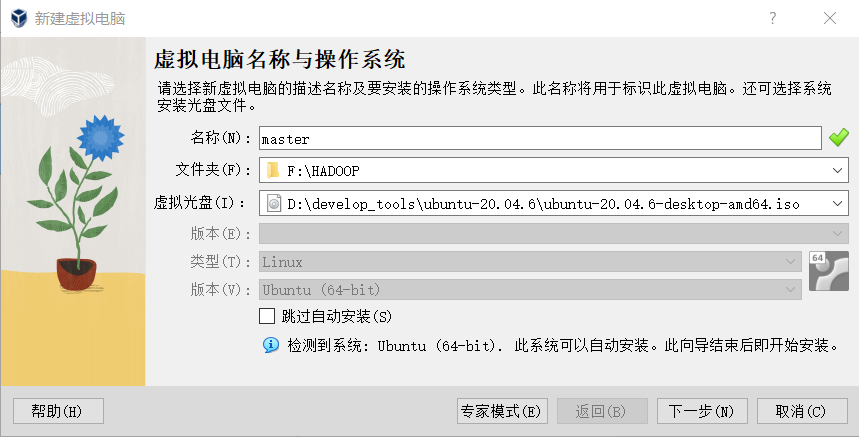 新建虚拟电脑
虚拟电脑名称与操作系统
请选择新虚拟电脑的描述名称及要安装的操作系统类型。此名称将用于标识此虚拟电脑。还可选择系统
安装光盘文件。
名称(N): master
文件夹(F): F:\HADOOP
虚拟光盘(I): D:\develop_tools\ubuntu-20.04.6\ubuntu-20.04.6-desktop-amd64.iso
版本(E):
类型(T): Linux
64
版本(V): Ubuntu (64-bit)
跳过自动安装(S)
检测到系统: Ubuntu (64-bit). 此系统可以自动安装。此向导结束后即开始安装。
帮助(H) 专家模式(E) 返回(B) 下一步(N) 取消(C)